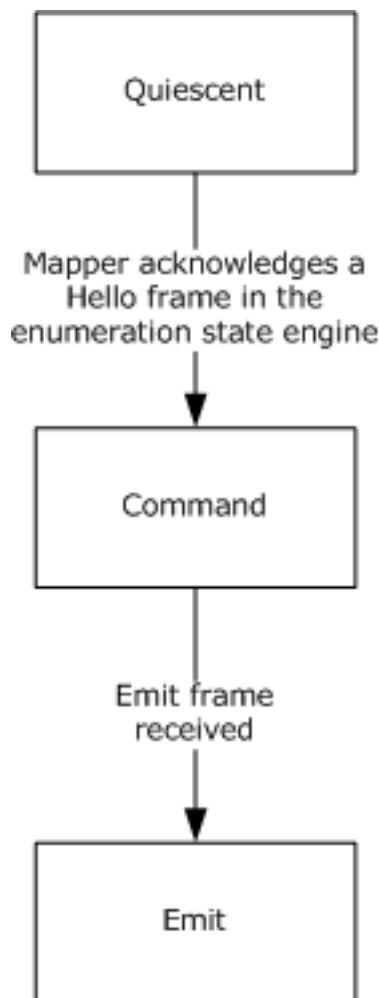 Quiescent
Mapper acknowledges a
Hello frame in the
enumeration state engine
Command
Emit frame
received
Emit